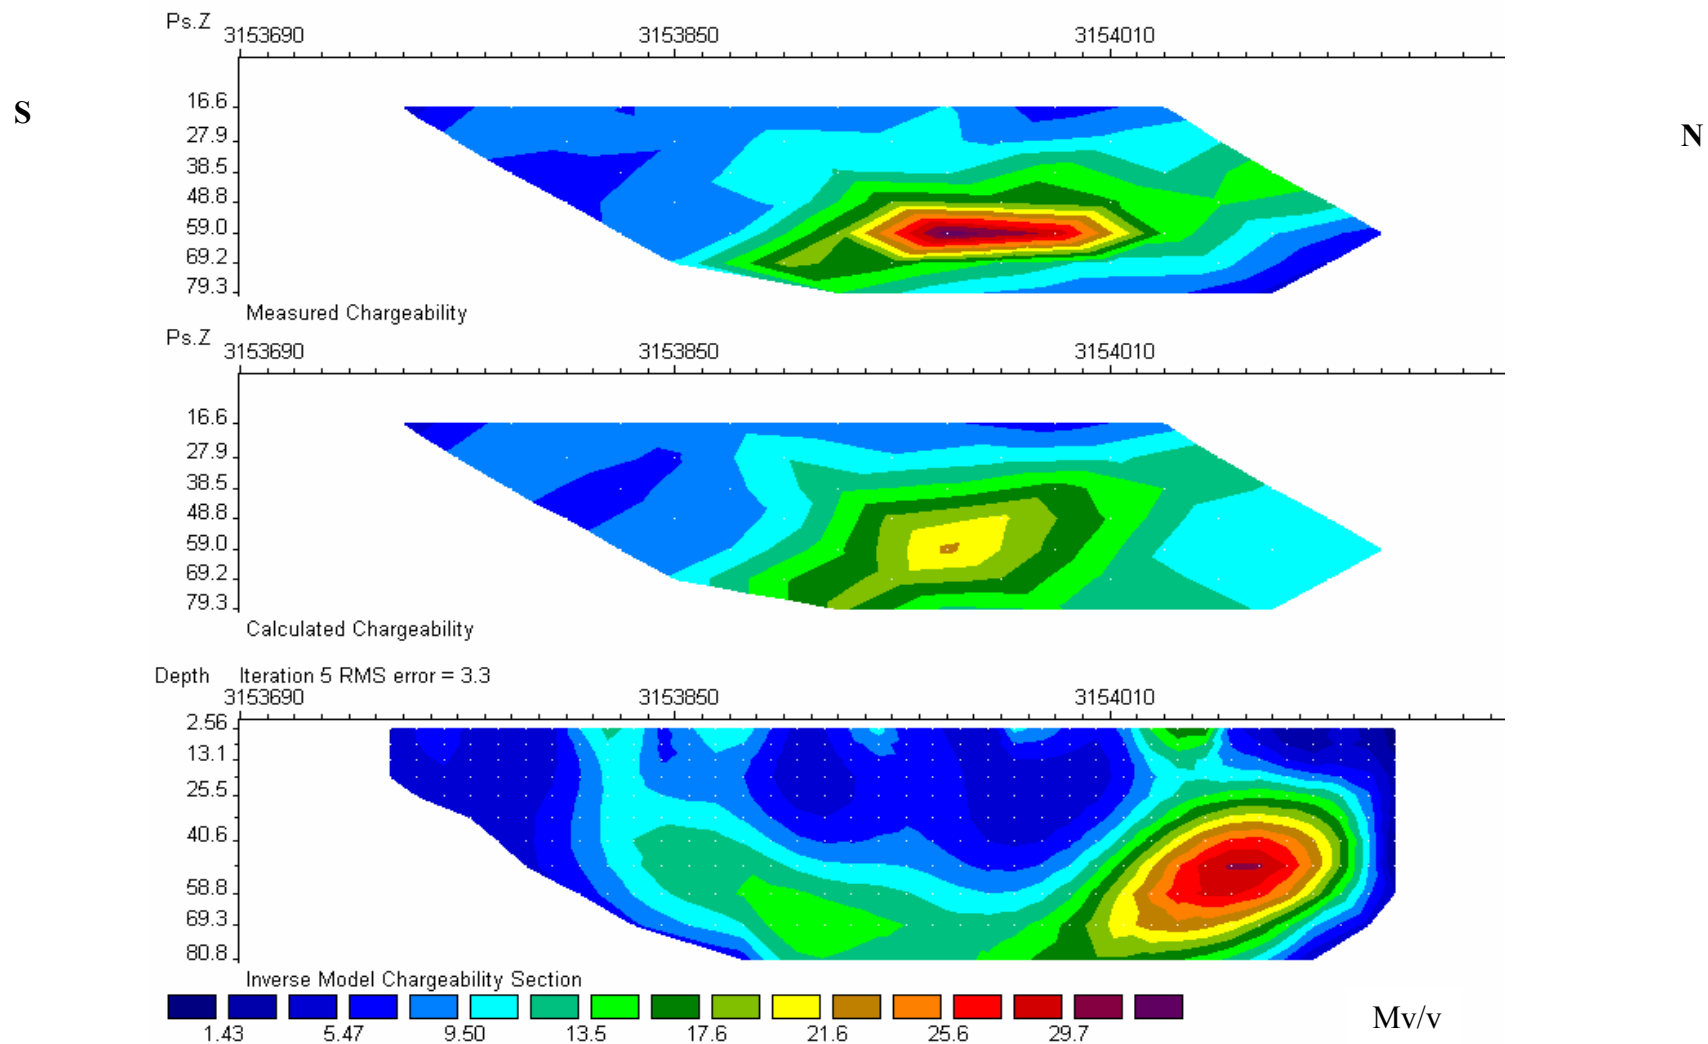 Ps.Z
3153690 3153850 3154010
S
N
16.6
27.9
38.5
48.8
59.0
69.2
79.3
Measured Chargeability
Ps.Z
3153690 3153850 3154010
16.6
27.9
38.5
48.8
59.0
69.2
79.3
Calculated Chargeability
Depth Iteration 5 RMS error = 3.3
3153690 3153850 3154010
2.56
13.1
25.5
40.6
58.8
69.3
80.8
Inverse Model Chargeability Section
1.43 5.47 9.50 13.5 17.6 21.6 25.6 29.7
Mv/v